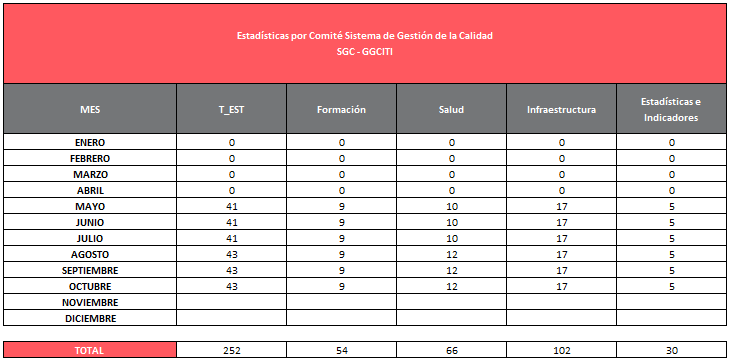 Estadísticas por Comité Sistema de Gestión de la Calidad
SGC - GGCITI
MES T_EST Formación Salud Infraestructura Estadísticas e Indicadores
ENERO 0 0 0 0 0
FEBRERO 0 0 0 0 0
MARZO 0 0 0 0 0
ABRIL 0 0 0 0 0
MAYO 41 9 10 17 5
JUNIO 41 9 10 17 5
JULIO 41 9 10 17 5
AGOSTO 43 9 12 17 5
SEPTIEMBRE 43 9 12 17 5
OCTUBRE 43 9 12 17 5
NOVIEMBRE
DICIEMBRE
TOTAL 252 54 66 102 30